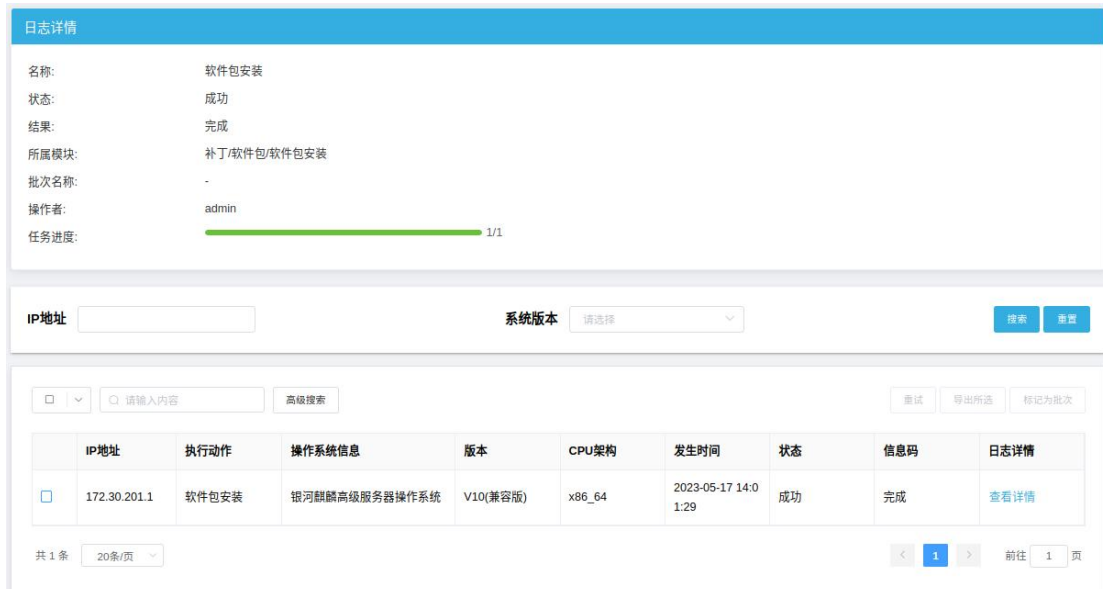 日志详情
名称: 软件包安装
状态: 成功
结果: 完成
所属模块: 补丁/软件包/软件包安装
批次名称: -
操作者: admin
任务进度: 1/1
IP地址 系统版本 请选择 搜索 重置
请输入内容 高级搜索 重试 导出所选 标记为批次
IP地址 执行动作 操作系统信息 版本 CPU架构 发生时间 状态 信息码 日志详情
172.30.201.1 软件包安装 银河麒麟高级服务器操作系统 V10(兼容版) x86_64 2023-05-17 14:0 成功 完成 查看详情
1:29
共 1 条 20条/页 1 前往 1 页